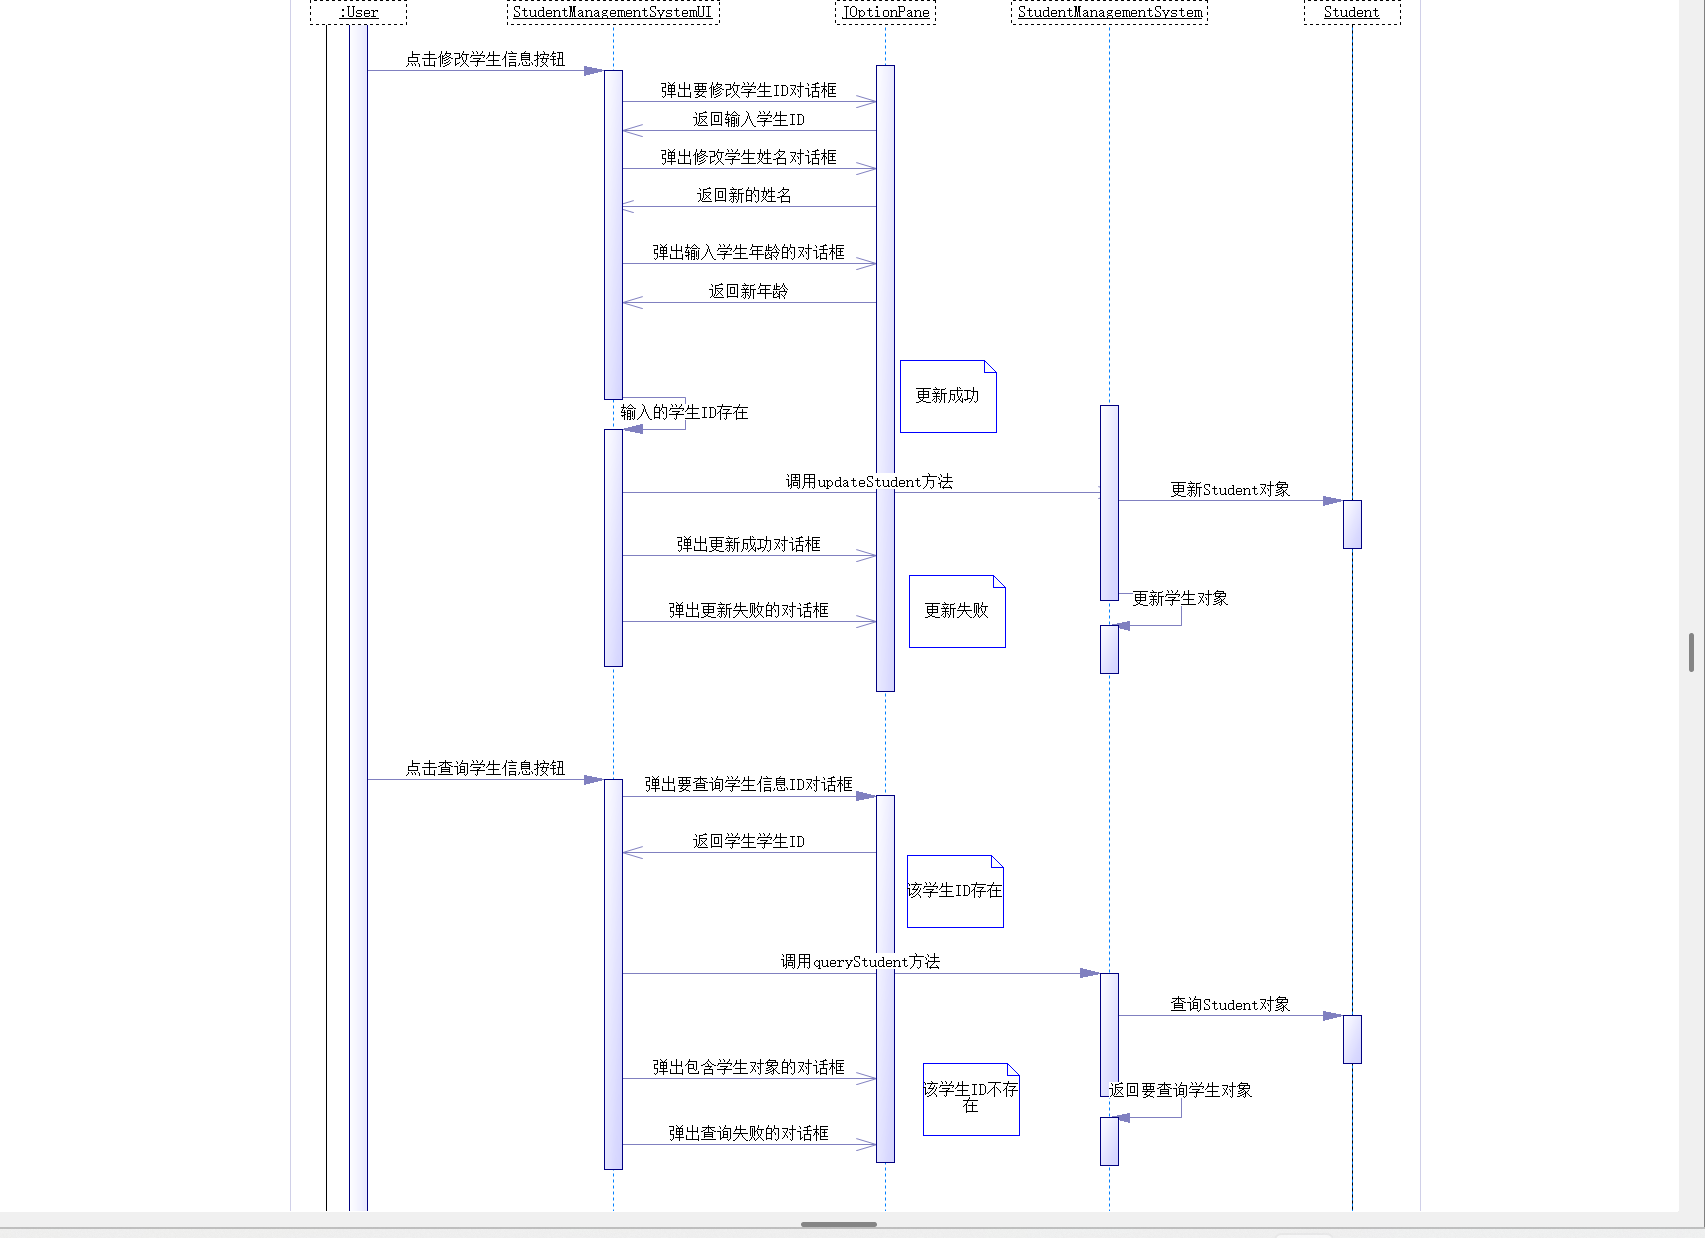 :User
StudentManagementSystemUI
JOptionPane
StudentManagementSystem
Student
点击修改学生信息按钮
弹出要修改学生ID对话框
返回输入学生ID
弹出修改学生姓名对话框
返回新的姓名
弹出输入学生年龄的对话框
返回新年龄
更新成功
输入的学生ID存在
调用updateStudent方法
更新Student对象
弹出更新成功对话框
更新学生对象
弹出更新失败的对话框
更新失败
点击查询学生信息按钮
弹出要查询学生信息ID对话框
返回学生学生ID
该学生ID存在
调用queryStudent方法
查询Student对象
弹出包含学生对象的对话框
该学生ID不存
在
返回要查询学生对象
弹出查询失败的对话框